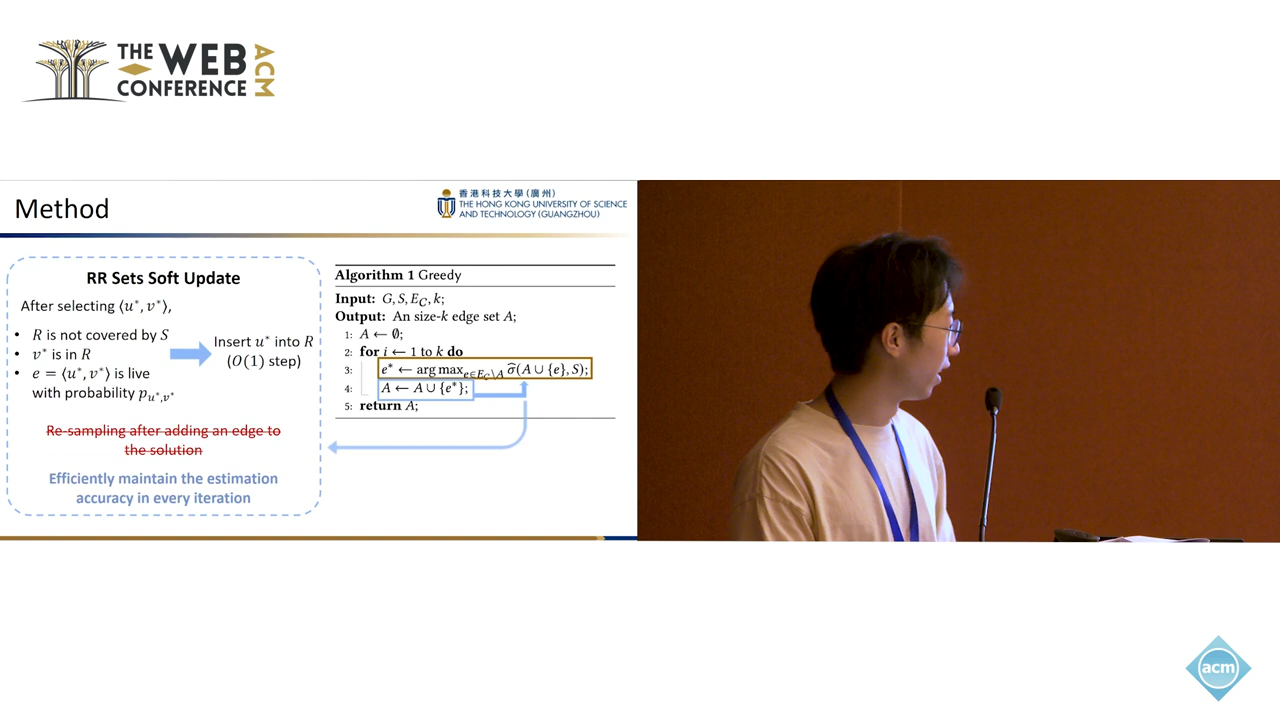 THE WEB
CONFERENCE
ACM
Method
香港科技大學(廣州)
THE HONG KONG UNIVERSITY OF SCIENCE
AND TECHNOLOGY (GUANGZHOU)
RR Sets Soft Update
After selecting ⟨u*, v*⟩,
• R is not covered by S
• v* is in R
• e = ⟨u*, v*⟩ is live
with probability p_{u*,v*}
Insert u* into R
(O(1) step)
Re-sampling after adding an edge to
the solution
Efficiently maintain the estimation
accuracy in every iteration
Algorithm 1 Greedy
Input: G, S, E_C, k;
Output: An size-k edge set A;
1: A ← ∅;
2: for i ← 1 to k do
3: e* ← arg max_{e∈E_C\A} σ̂(A ∪ {e}, S);
4: A ← A ∪ {e*};
5: return A;
acm